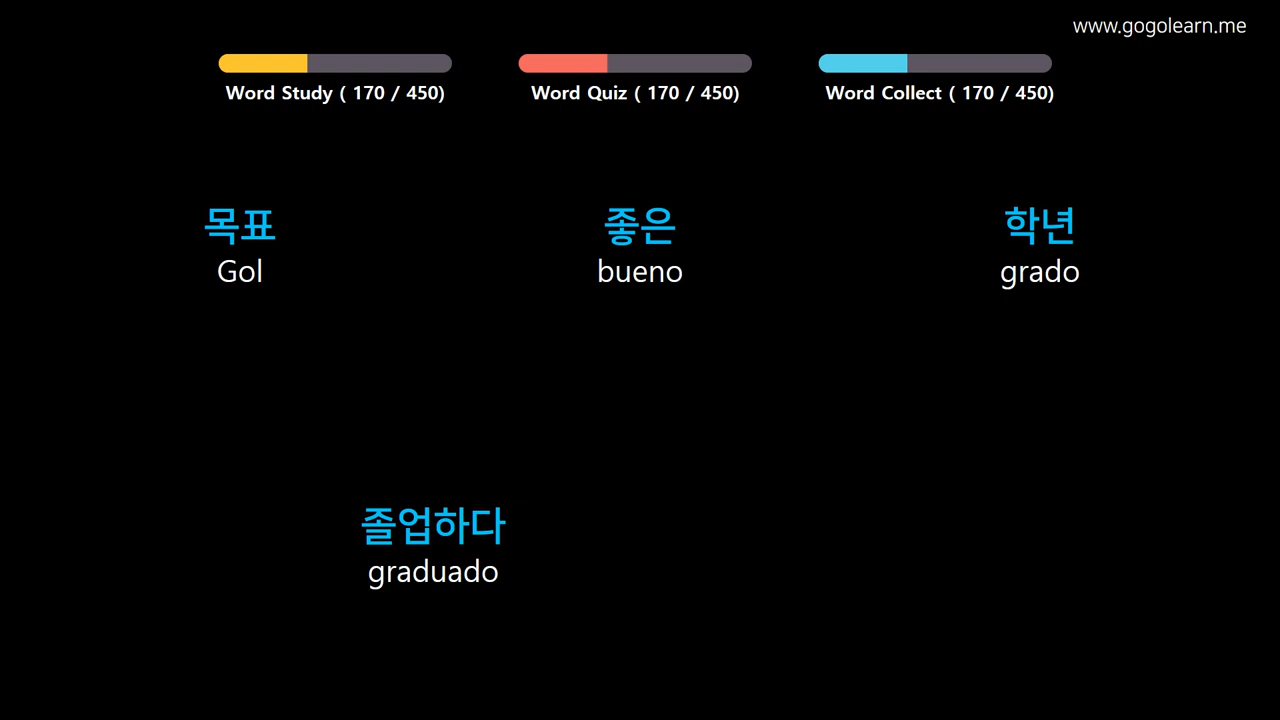 www.gogolearn.me
Word Study ( 170 / 450)
Word Quiz ( 170 / 450)
Word Collect ( 170 / 450)
목표
Gol
좋은
bueno
학년
grado
졸업하다
graduado